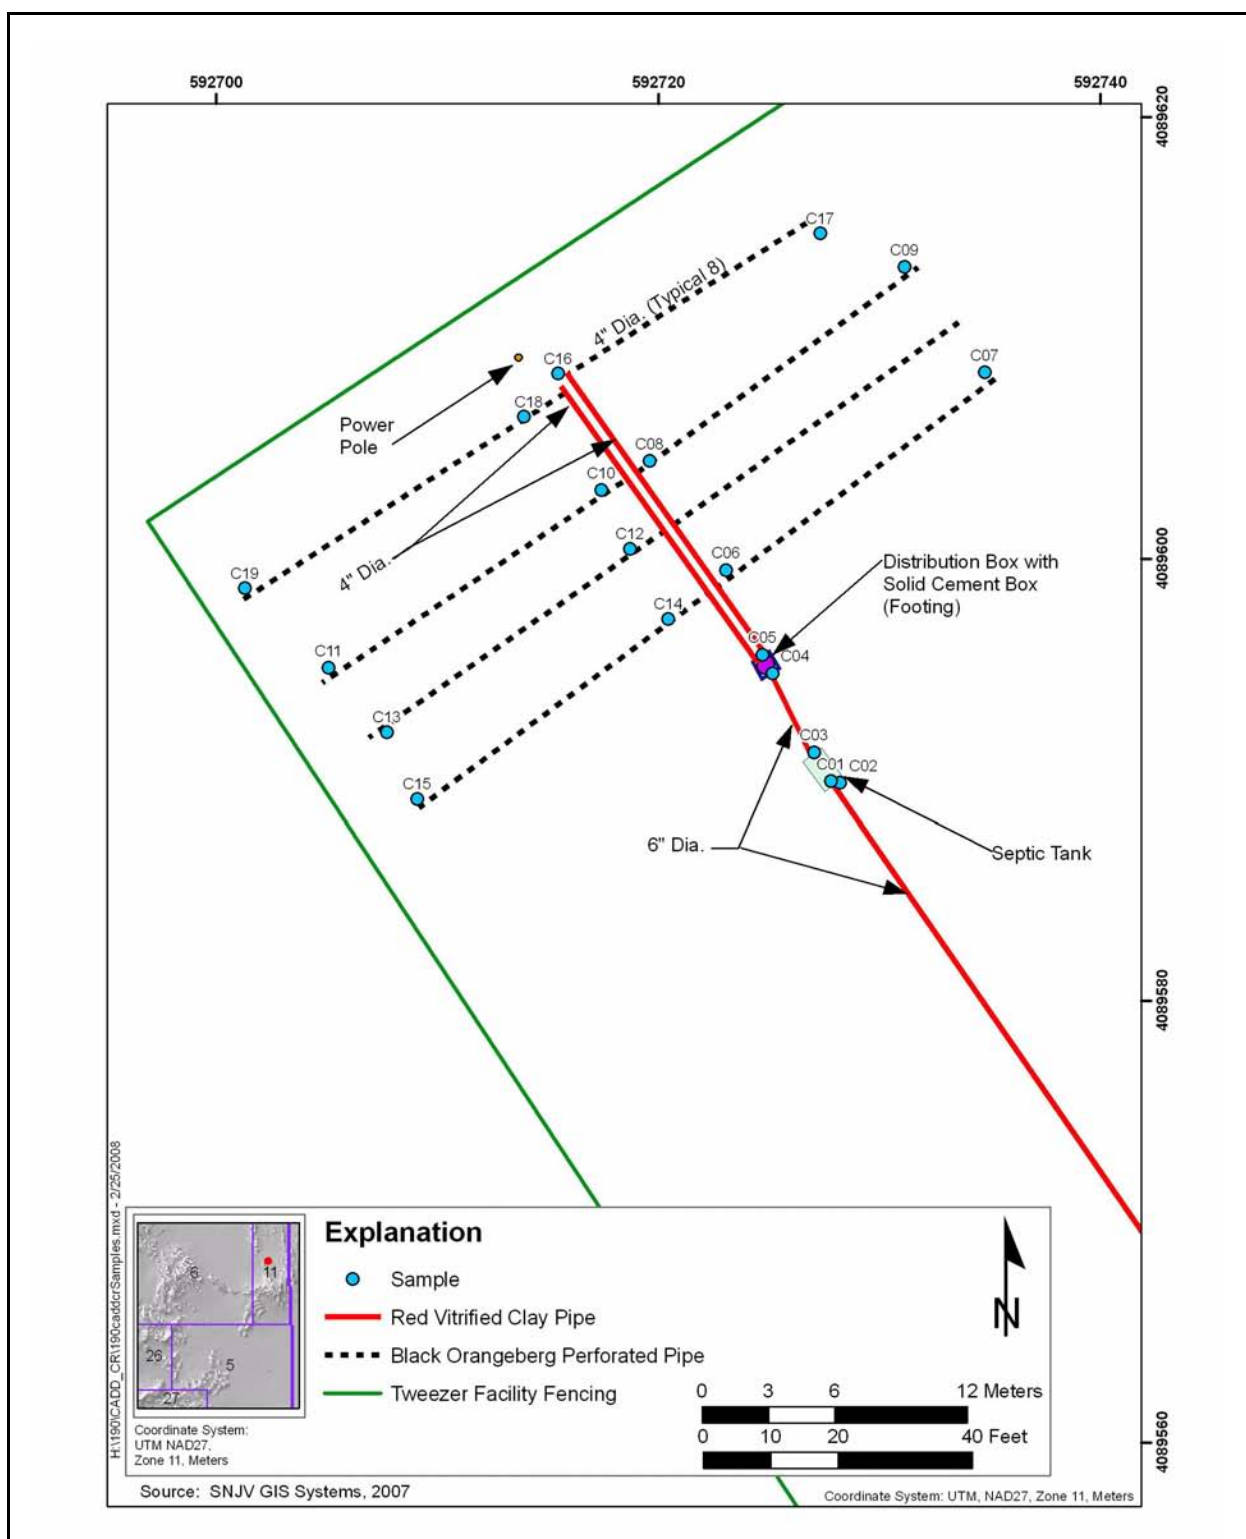 592700
592720
592740
4089620
C17
C09
4" Dia. (Typical 8)
C07
C16
C18
Power
Pole
C08
C10
C12
4089600
C06
Distribution Box with
Solid Cement Box
(Footing)
4" Dia.
C19
C14
C05
C04
C11
C13
C03
C01
C02
C15
6" Dia.
Septic Tank
4089580
H:\190\CADD_CR\190caddcrSamples.mxd - 2/25/2008
6
11
26
5
27
Coordinate System:
UTM NAD27,
Zone 11, Meters
Explanation
Sample
Red Vitrified Clay Pipe
Black Orangeberg Perforated Pipe
Tweezer Facility Fencing
N
0 3 6 12 Meters
0 10 20 40 Feet
4089560
Source: SNJV GIS Systems, 2007
Coordinate System: UTM, NAD27, Zone 11, Meters